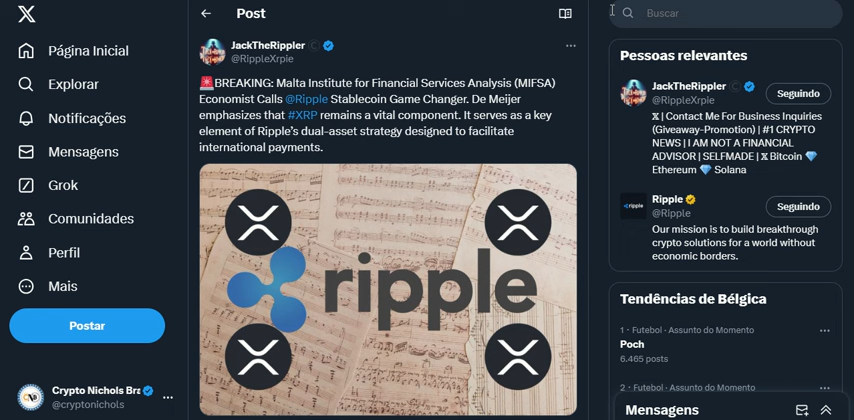 Post
Buscar
Página Inicial
Explorar
Notificações
Mensagens
Grok
Comunidades
Perfil
Mais
Postar
Crypto Nichols Bra
@cryptonichols
JackTheRippler
@RippleXrpie
🚨BREAKING: Malta Institute for Financial Services Analysis (MIFSA)
Economist Calls @Ripple Stablecoin Game Changer. De Meijer
emphasizes that #XRP remains a vital component. It serves as a key
element of Ripple’s dual-asset strategy designed to facilitate
international payments.
ripple
Pessoas relevantes
JackTheRippler
@RippleXrpie
Seguindo
𝕏 | Contact Me For Business Inquiries
(Giveaway-Promotion) | #1 CRYPTO
NEWS | I AM NOT A FINANCIAL
ADVISOR | SELFMADE | 𝕏 Bitcoin 💎
Ethereum 💎 Solana
ripple
Ripple
@Ripple
Seguindo
Our mission is to build breakthrough
crypto solutions for a world without
economic borders.
Tendências de Bélgica
1 · Futebol · Assunto do Momento
Poch
6.465 posts
2 · Futebol · Assunto do Momento
Mensagens